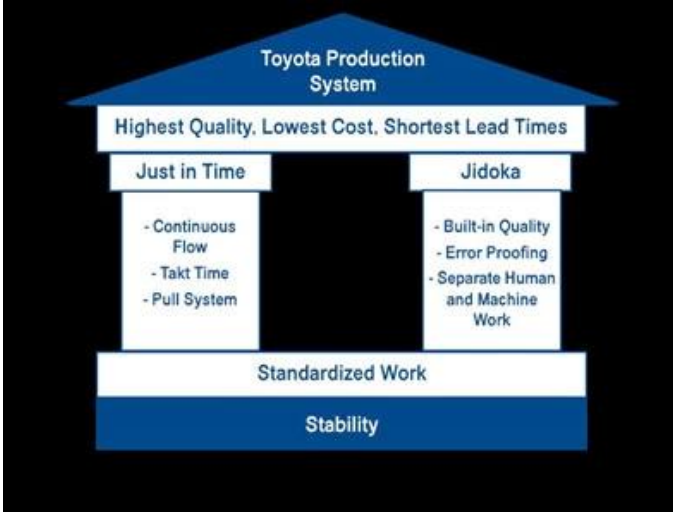 Toyota Production
System
Highest Quality, Lowest Cost, Shortest Lead Times
Just in Time
Jidoka
- Continuous
Flow
- Takt Time
- Pull System
- Built-in Quality
- Error Proofing
- Separate Human
and Machine
Work
Standardized Work
Stability